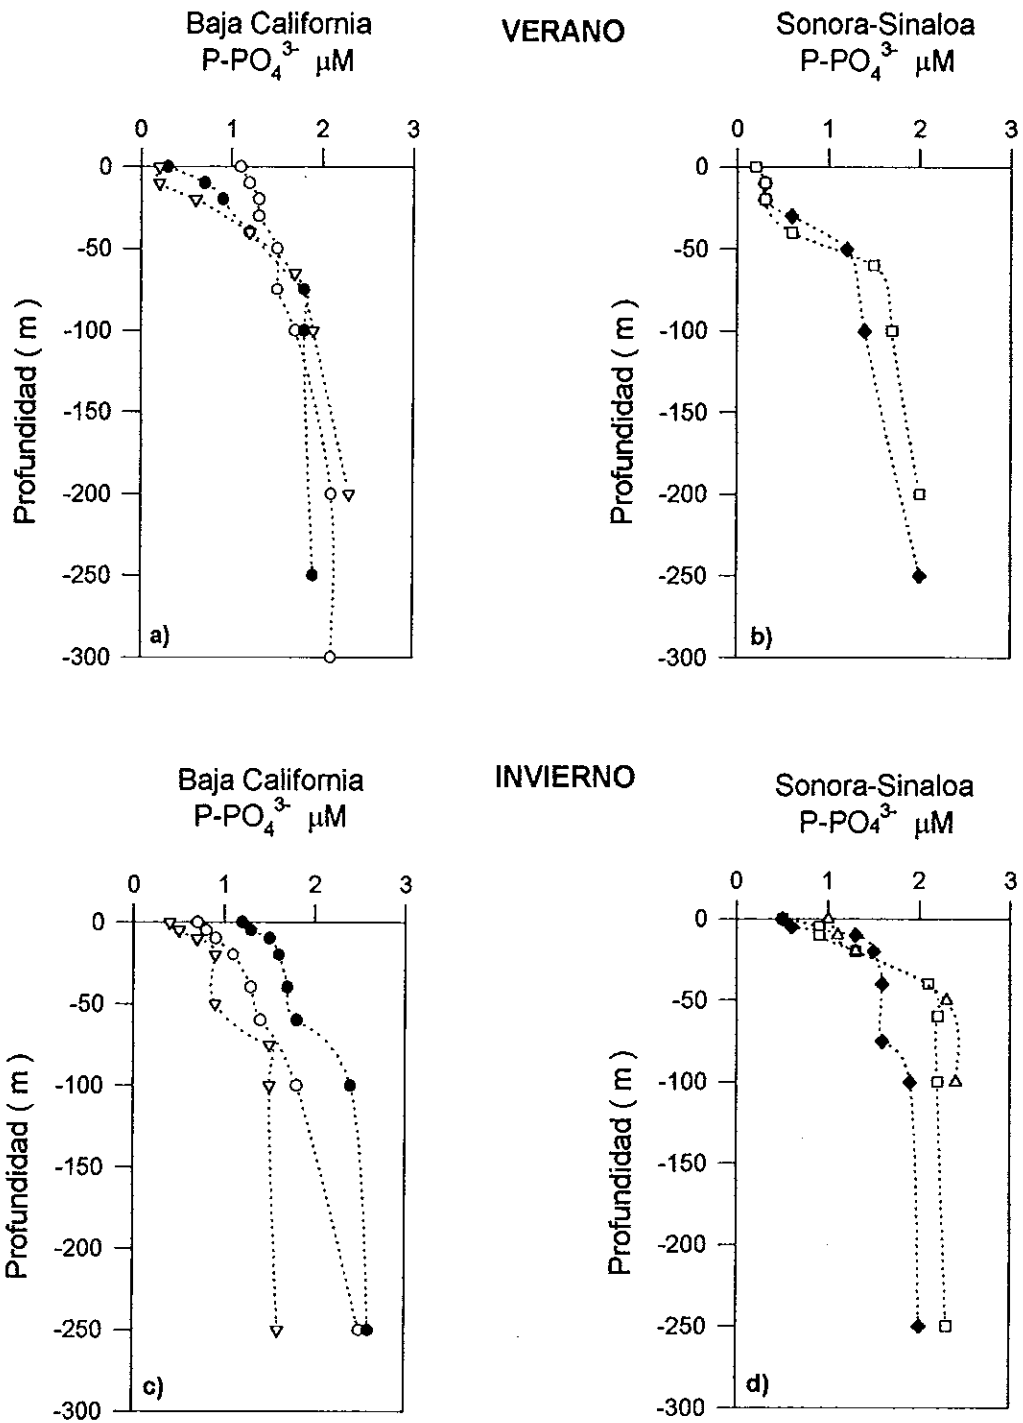 Baja California
P-PO₄³⁻ μM
VERANO
Sonora-Sinaloa
P-PO₄³⁻ μM
0 1 2 3
0 1 2 3
Profundidad ( m )
0
-50
-100
-150
-200
-250
-300
a)
Profundidad ( m )
0
-50
-100
-150
-200
-250
-300
b)
Baja California
P-PO₄³⁻ μM
INVIERNO
Sonora-Sinaloa
P-PO₄³⁻ μM
0 1 2 3
0 1 2 3
Profundidad ( m )
0
-50
-100
-150
-200
-250
-300
c)
Profundidad ( m )
0
-50
-100
-150
-200
-250
-300
d)